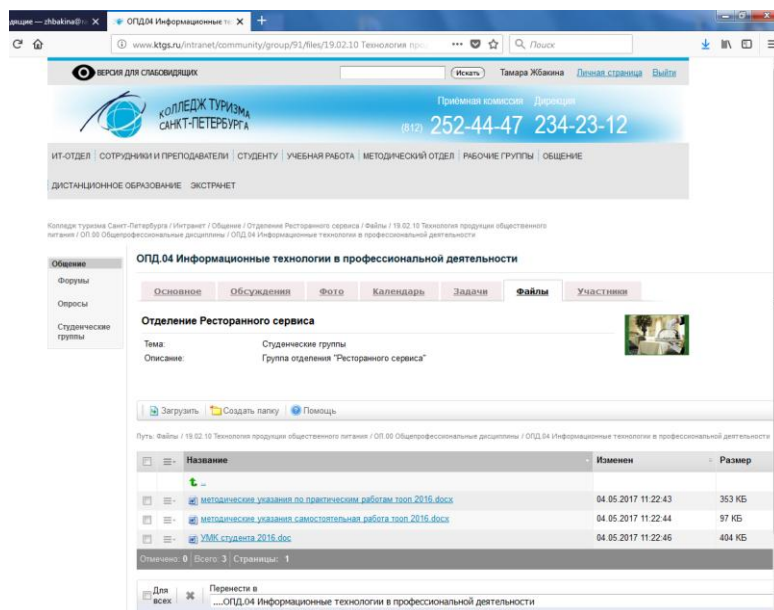 ющие — zhbakina@
ОПД.04 Информационные те
www.ktgs.ru/intranet/community/group/91/files/19.02.10 Технология про
Поиск
ВЕРСИЯ ДЛЯ СЛАБОВИДЯЩИХ
Искать
Тамара Жбакина
Личная страница
Выйти
КОЛЛЕДЖ ТУРИЗМА
САНКТ-ПЕТЕРБУРГА
Приёмная комиссия Дирекция
(812) 252-44-47 234-23-12
ИТ-ОТДЕЛ СОТРУДНИКИ И ПРЕПОДАВАТЕЛИ СТУДЕНТУ УЧЕБНАЯ РАБОТА МЕТОДИЧЕСКИЙ ОТДЕЛ РАБОЧИЕ ГРУППЫ ОБЩЕНИЕ
ДИСТАНЦИОННОЕ ОБРАЗОВАНИЕ ЭКСТРАНЕТ
Колледж туризма Санкт-Петербурга / Интранет / Общение / Отделение Ресторанного сервиса / Файлы / 19.02.10 Технология продукции общественного
питания / ОП.00 Общепрофессиональные дисциплины / ОПД.04 Информационные технологии в профессиональной деятельности
Общение
Форумы
Опросы
Студенческие
группы
ОПД.04 Информационные технологии в профессиональной деятельности
Основное Обсуждения Фото Календарь Задачи Файлы Участники
Отделение Ресторанного сервиса
Тема: Студенческие группы
Описание: Группа отделения "Ресторанного сервиса"
Загрузить Создать папку Помощь
Путь: Файлы / 19.02.10 Технология продукции общественного питания / ОП.00 Общепрофессиональные дисциплины / ОПД.04 Информационные технологии в профессиональной деятельности
Название Изменен Размер
..
методические указания по практическим работам тооп 2016.docx 04.05.2017 11:22:43 353 КБ
методические указания самостоятельная работа тооп 2016.docx 04.05.2017 11:22:44 97 КБ
УМК студента 2016.doc 04.05.2017 11:22:46 404 КБ
Отмечено: 0 Всего: 3 Страницы: 1
Для
всех
Перенести в
....ОПД.04 Информационные технологии в профессиональной деятельности